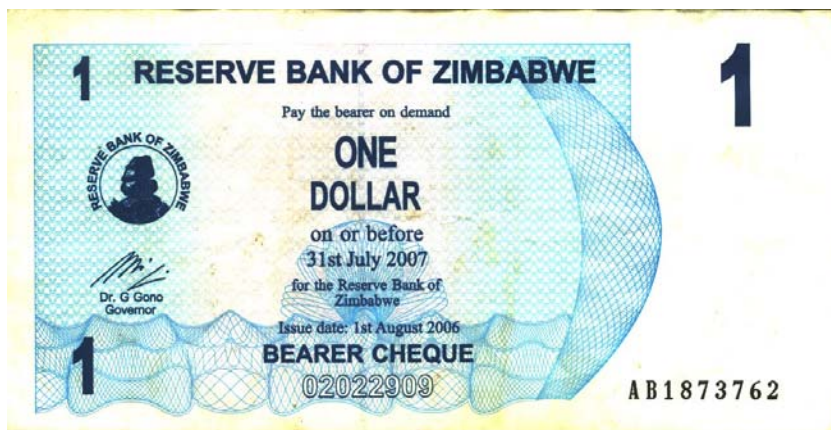 1 RESERVE BANK OF ZIMBABWE 1
Pay the bearer on demand
ONE
DOLLAR
RESERVE BANK OF ZIMBABWE
on or before
31st July 2007
for the Reserve Bank of
Zimbabwe
Dr. G Gono
Governor
Issue date: 1st August 2006
1 BEARER CHEQUE
02022909
AB1873762